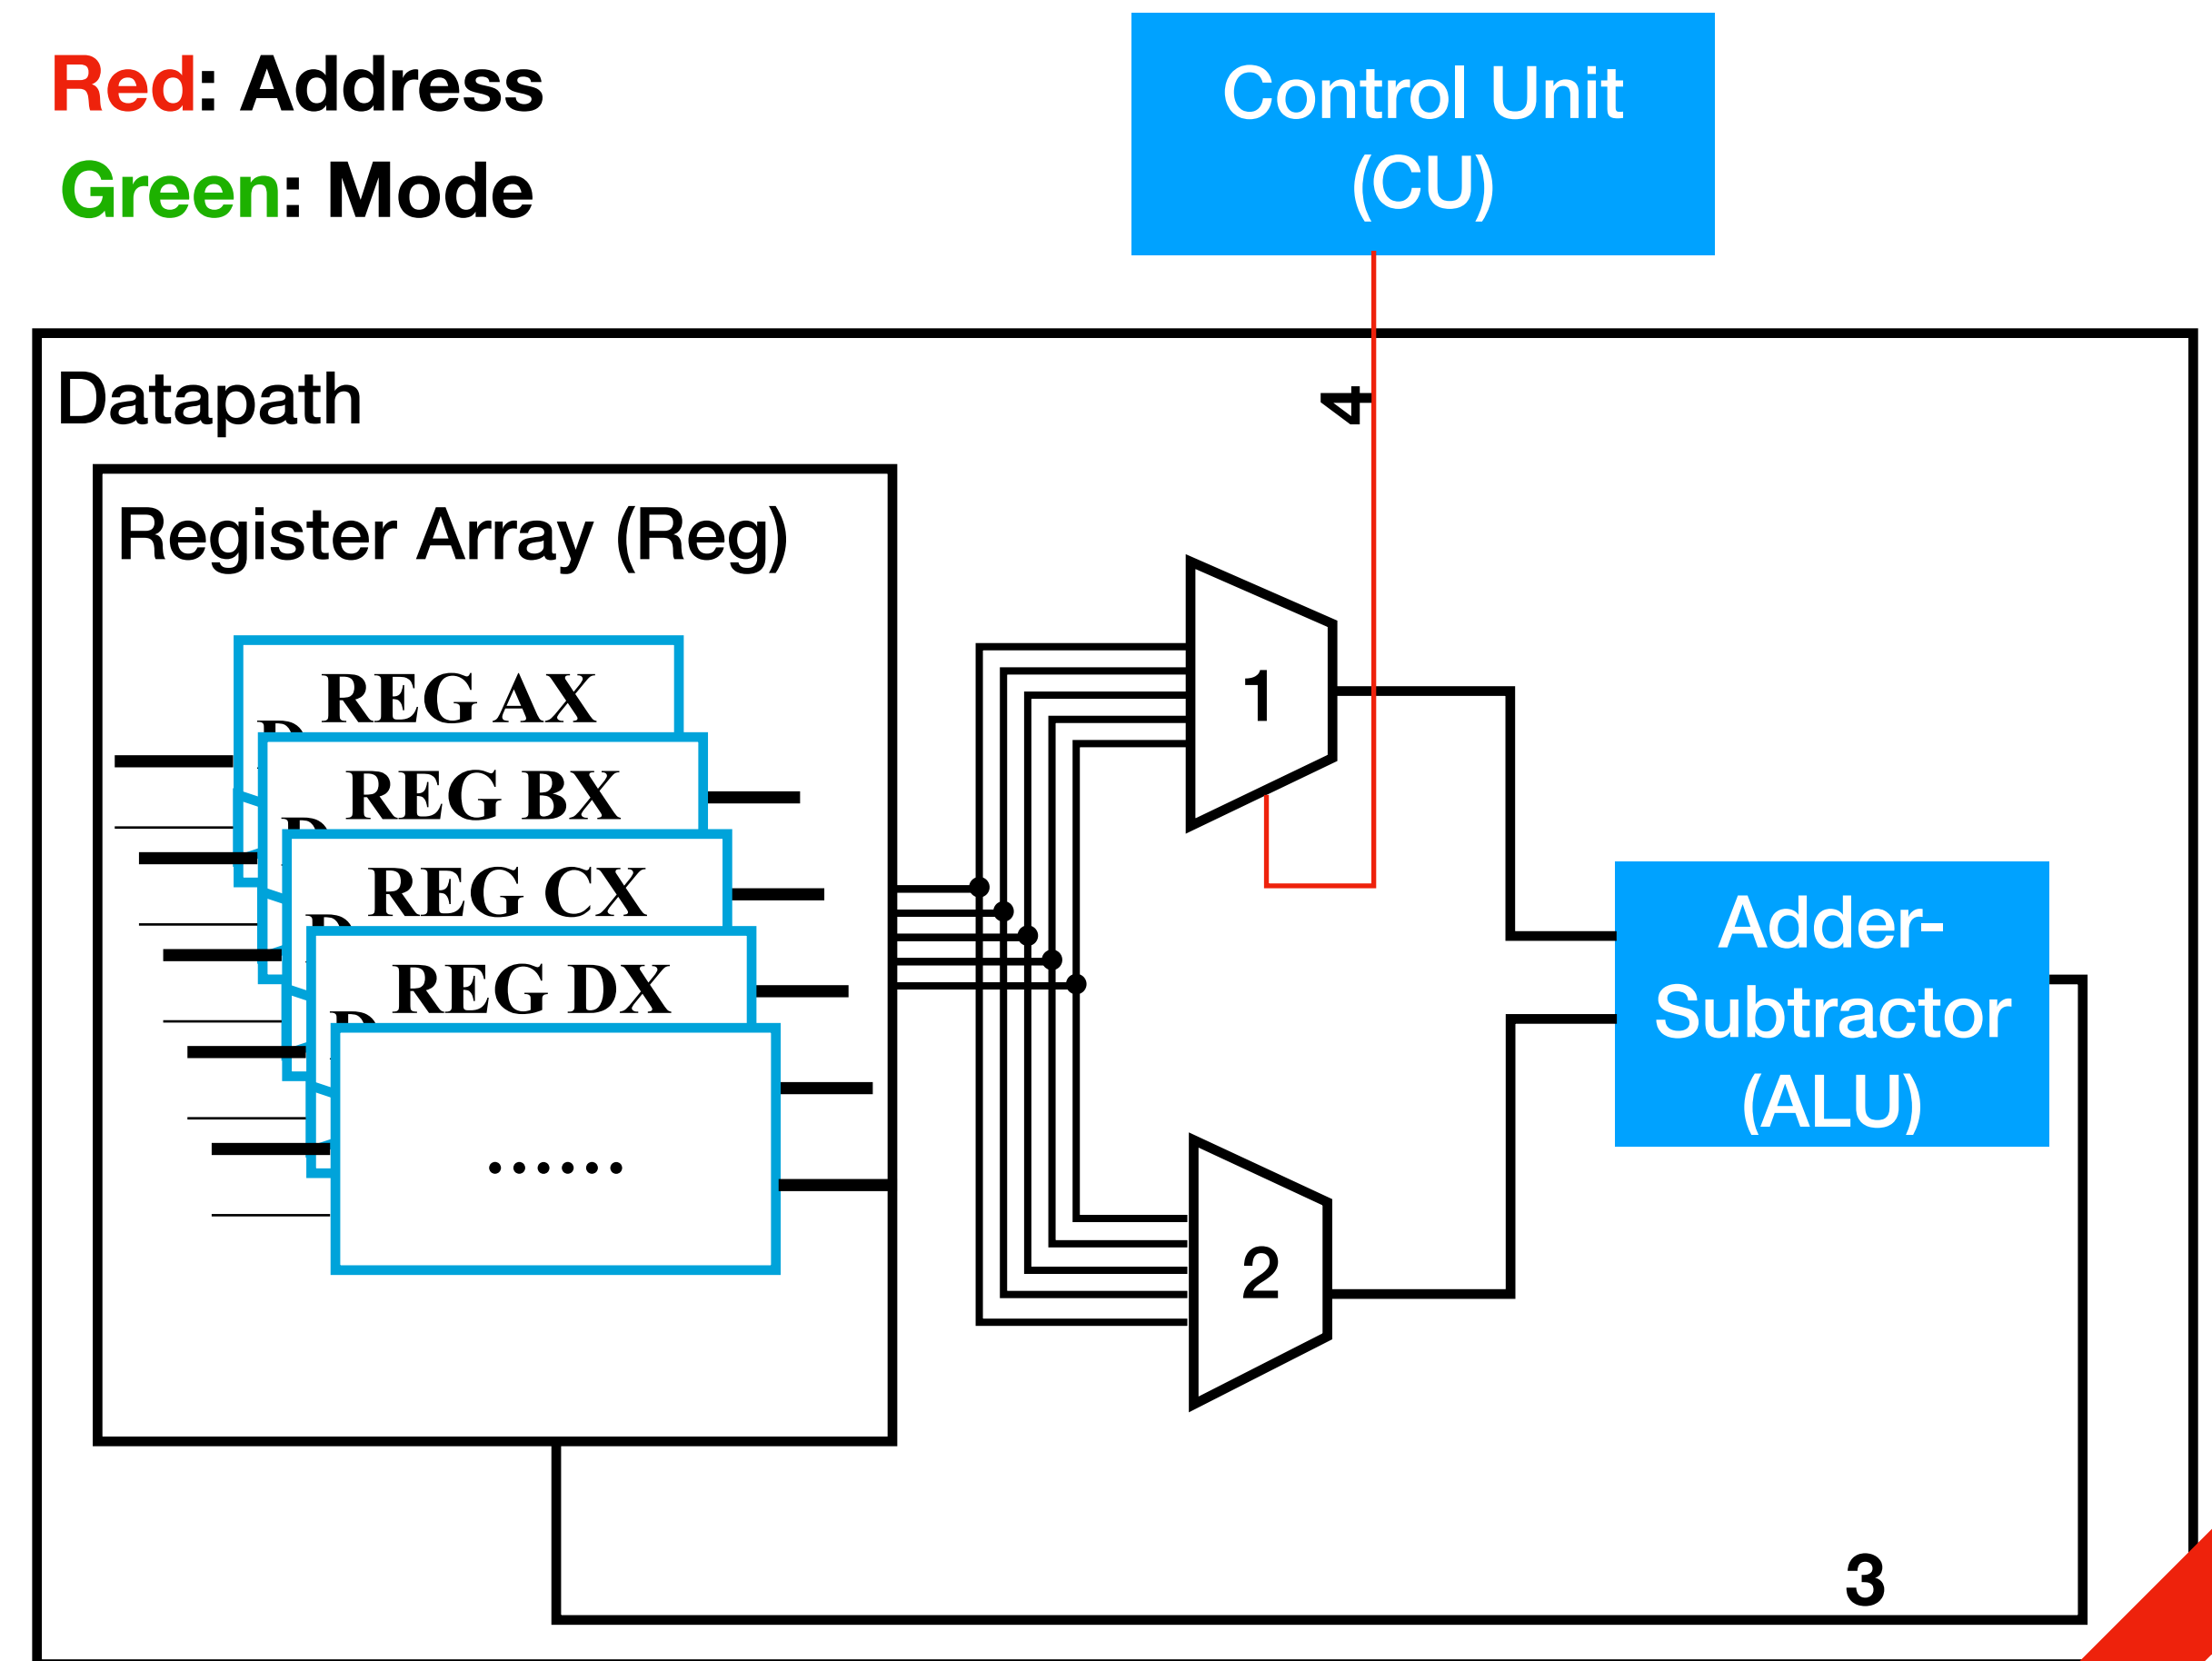 Red: Address
Green: Mode
Control Unit
(CU)
Datapath
4
Register Array (Reg)
REG AX
D
REG BX
D
REG CX
D
REG DX
D
.......
1
2
Adder-
Subtractor
(ALU)
3